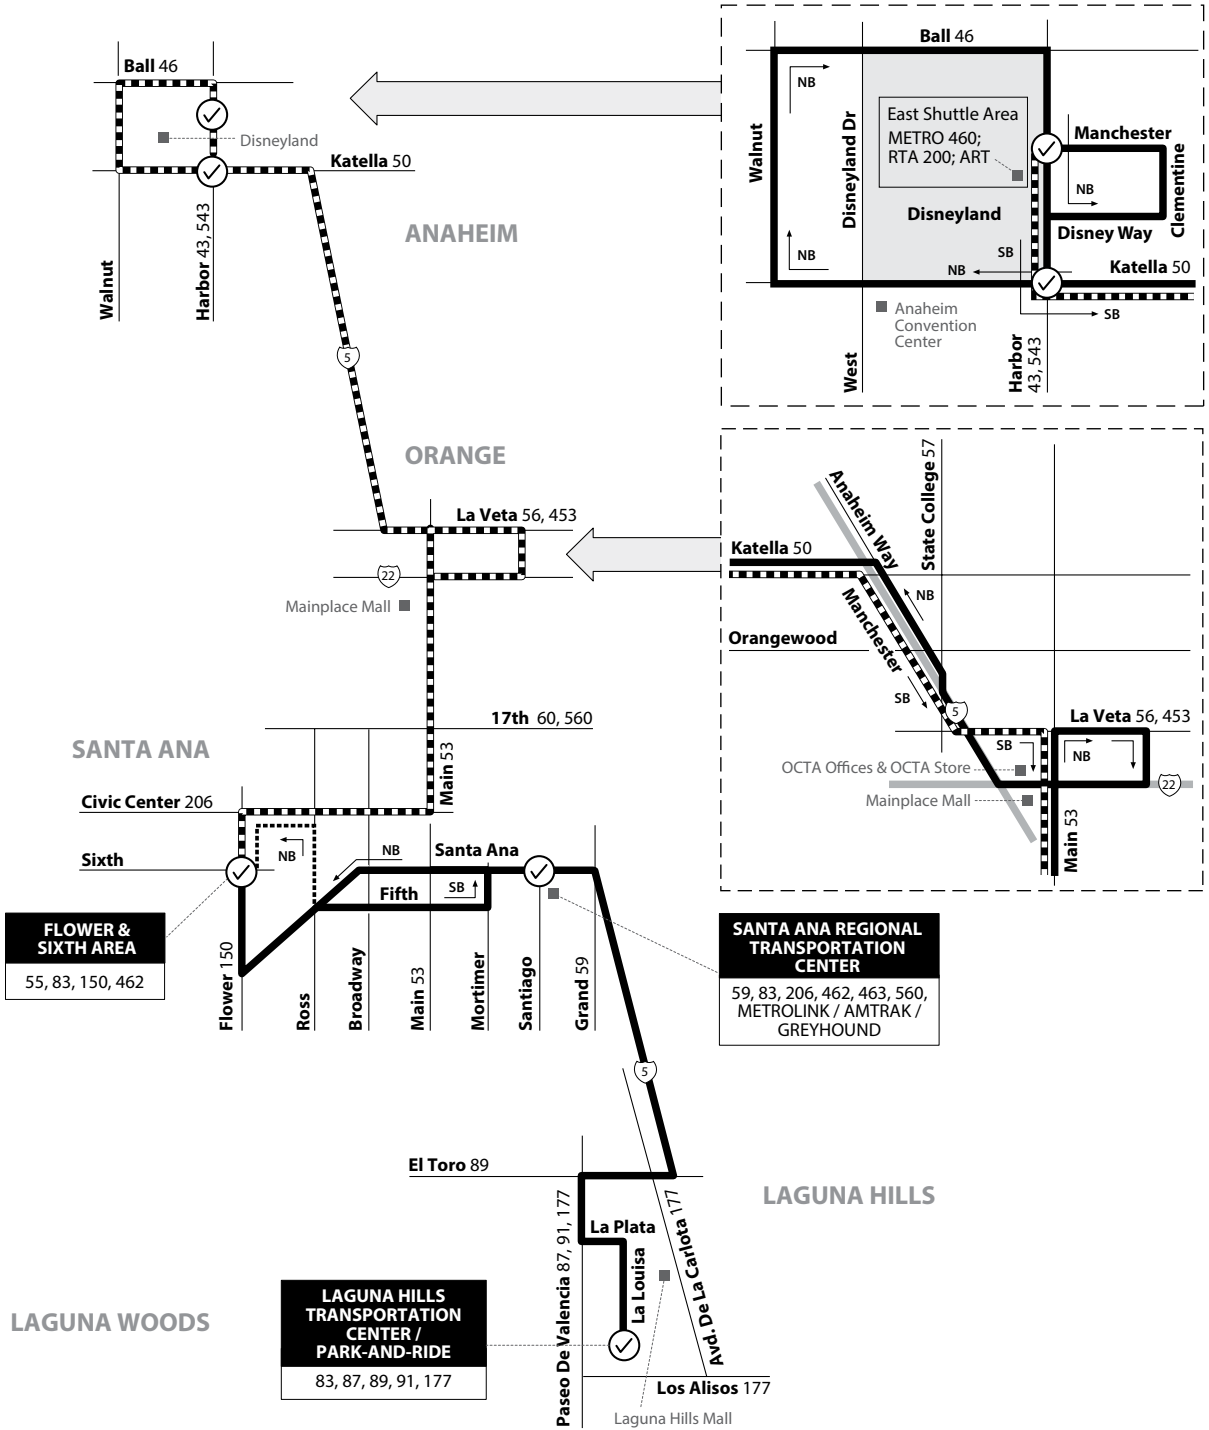 Ball 46
Disneyland
Katella 50
Walnut
Harbor 43, 543
ANAHEIM
5
ORANGE
La Veta 56, 453
22
Mainplace Mall
17th 60, 560
SANTA ANA
Main 53
Civic Center 206
Sixth
NB
NB
Santa Ana
SB
Fifth
FLOWER &
SIXTH AREA
55, 83, 150, 462
Flower 150
Ross
Broadway
Main 53
Mortimer
Santiago
Grand 59
SANTA ANA REGIONAL
TRANSPORTATION
CENTER
59, 83, 206, 462, 463, 560,
METROLINK / AMTRAK /
GREYHOUND
5
El Toro 89
LAGUNA HILLS
Paseo De Valencia 87, 91, 177
La Plata
La Louisa
Avd. De La Carlota 177
LAGUNA HILLS
TRANSPORTATION
CENTER /
PARK-AND-RIDE
83, 87, 89, 91, 177
LAGUNA WOODS
Los Alisos 177
Laguna Hills Mall
Ball 46
NB
Walnut
Disneyland Dr
East Shuttle Area
METRO 460;
RTA 200; ART
Manchester
Clementine
NB
Disneyland
Disney Way
NB
SB
NB
Katella 50
SB
Anaheim
Convention
Center
West
Harbor
43, 543
Anaheim Way
State College 57
Katella 50
NB
Manchester
Orangewood
SB
5
La Veta 56, 453
SB
NB
OCTA Offices & OCTA Store
22
Mainplace Mall
Main 53